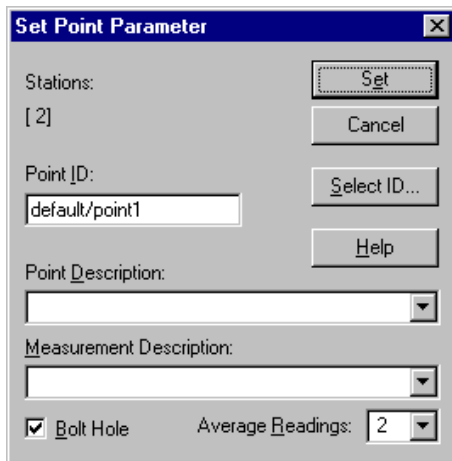 Set Point Parameter
Stations:
[ 2]
Set
Cancel
Point ID:
default/point1
Select ID...
Help
Point Description:
Measurement Description:
Bolt Hole
Average Readings: 2